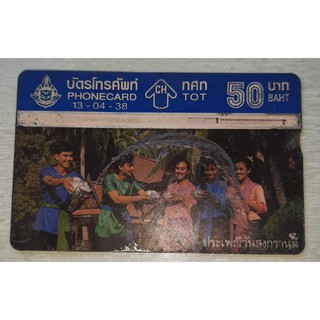 บัตรโทรศัพท์
PHONECARD
13 - 04 - 38
CH
ทศท
TOT
50 บาท
BAHT
ประเพณีวันสงกรานต์